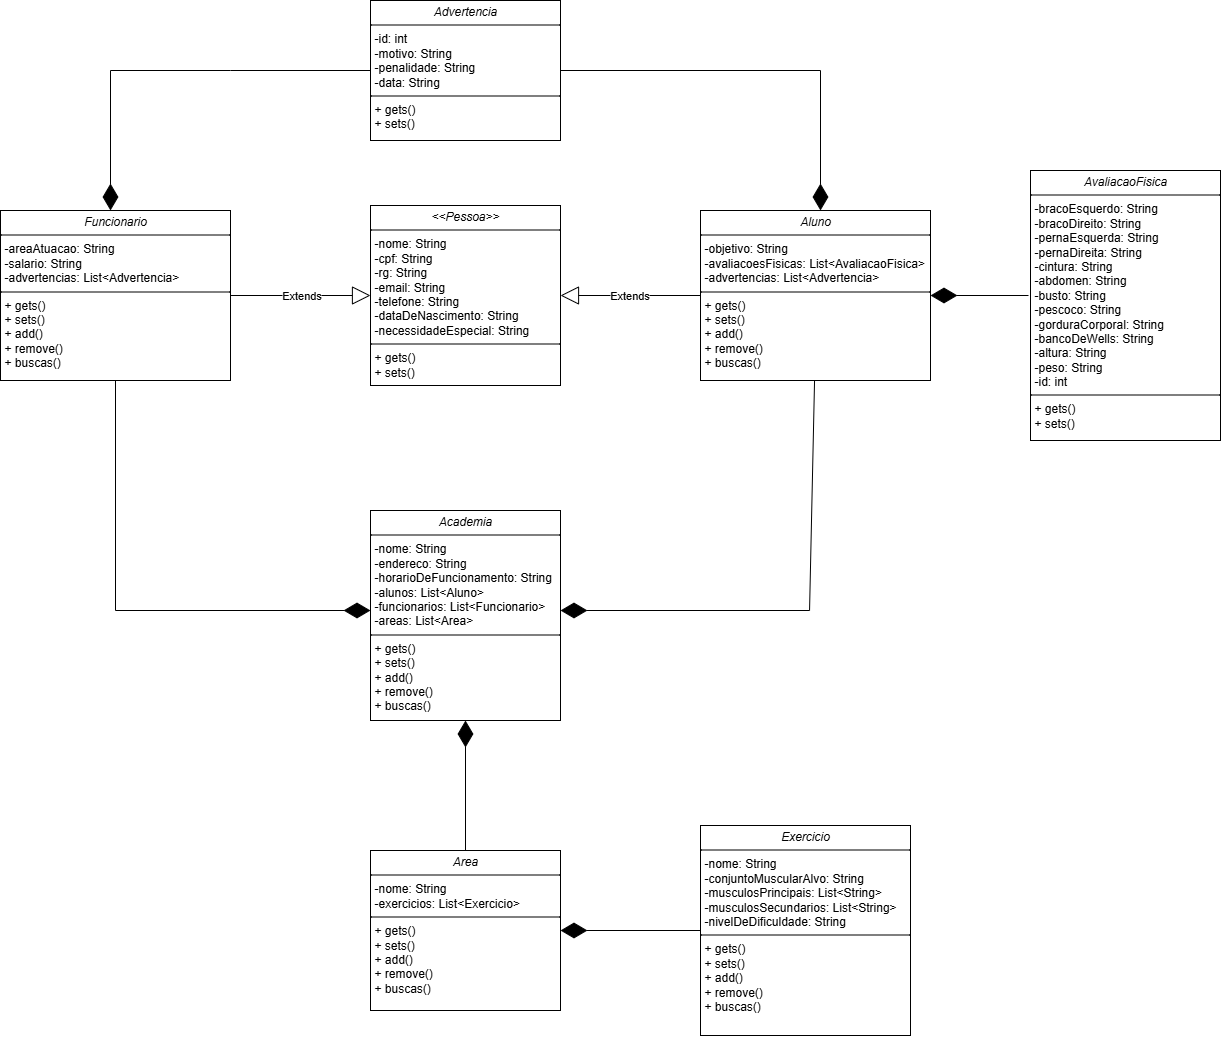 Advertencia
-id: int
-motivo: String
-penalidade: String
-data: String
+ gets()
+ sets()
Funcionario
-areaAtuacao: String
-salario: String
-advertencias: List<Advertencia>
+ gets()
+ sets()
+ add()
+ remove()
+ buscas()
Extends
<<Pessoa>>
-nome: String
-cpf: String
-rg: String
-email: String
-telefone: String
-dataDeNascimento: String
-necessidadeEspecial: String
+ gets()
+ sets()
Extends
Aluno
-objetivo: String
-avaliacoesFisicas: List<AvaliacaoFisica>
-advertencias: List<Advertencia>
+ gets()
+ sets()
+ add()
+ remove()
+ buscas()
AvaliacaoFisica
-bracoEsquerdo: String
-bracoDireito: String
-pernaEsquerda: String
-pernaDireita: String
-cintura: String
-abdomen: String
-busto: String
-pescoco: String
-gorduraCorporal: String
-bancoDeWells: String
-altura: String
-peso: String
-id: int
+ gets()
+ sets()
Academia
-nome: String
-endereco: String
-horarioDeFuncionamento: String
-alunos: List<Aluno>
-funcionarios: List<Funcionario>
-areas: List<Area>
+ gets()
+ sets()
+ add()
+ remove()
+ buscas()
Area
-nome: String
-exercicios: List<Exercicio>
+ gets()
+ sets()
+ add()
+ remove()
+ buscas()
Exercicio
-nome: String
-conjuntoMuscularAlvo: String
-musculosPrincipais: List<String>
-musculosSecundarios: List<String>
-nivelDeDificuldade: String
+ gets()
+ sets()
+ add()
+ remove()
+ buscas()